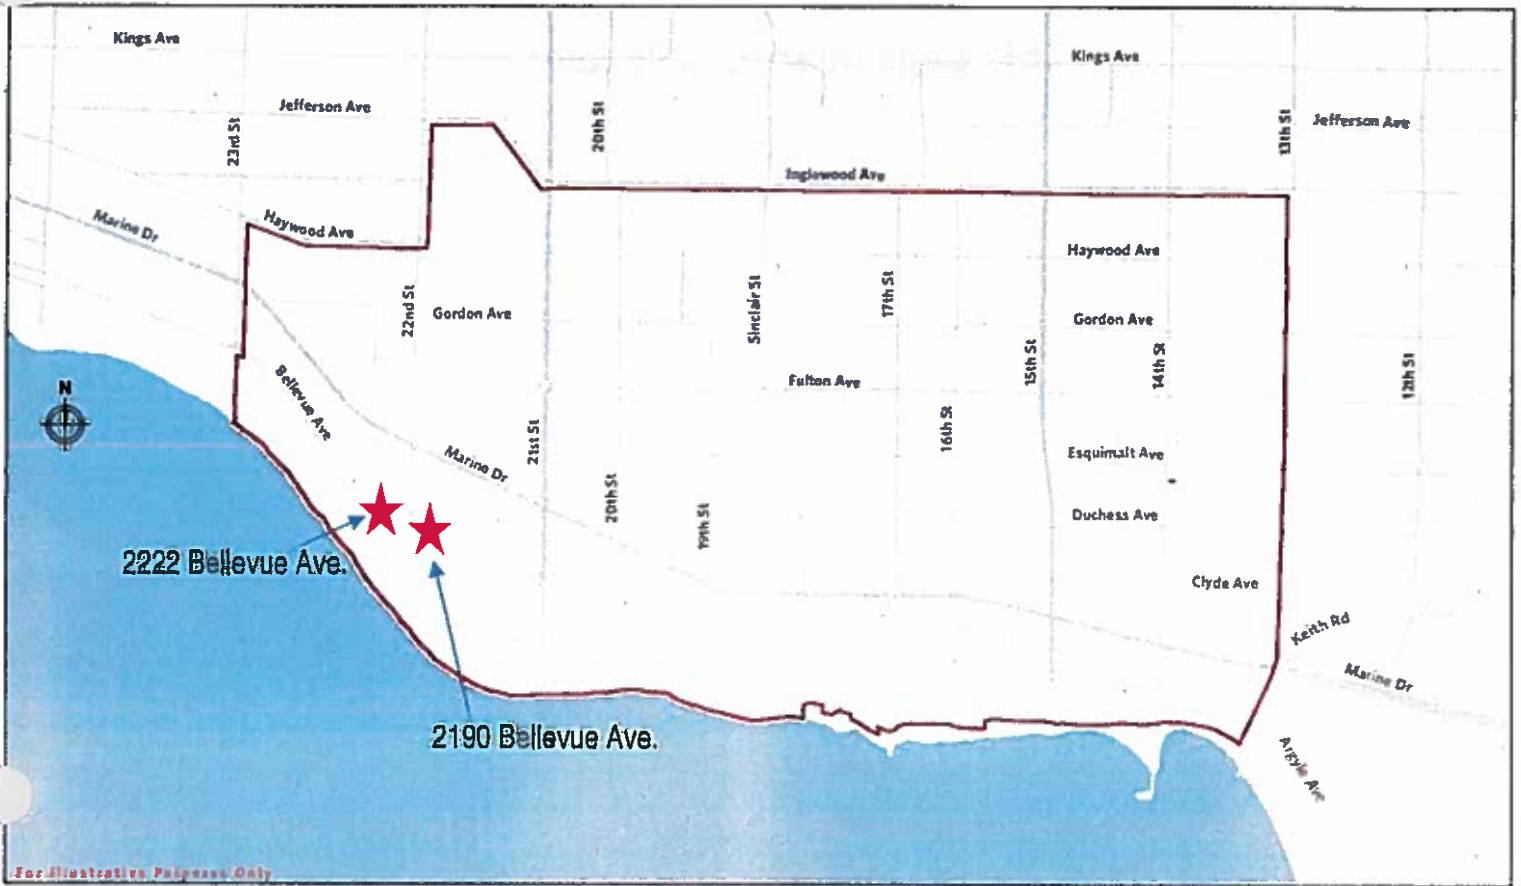 Kings Ave
Kings Ave
Jefferson Ave
23rd St
20th St
13th St
Jefferson Ave
Inglewood Ave
Marine Dr
Haywood Ave
Haywood Ave
22nd St
Gordon Ave
Sinclair St
17th St
Gordon Ave
15th St
14th St
12th St
Fulton Ave
Bellevue Ave
N
21st St
16th St
Marine Dr
Esquimalt Ave
20th St
19th St
Duchess Ave
2222 Bellevue Ave.
Clyde Ave
Keith Rd
Marine Dr
2190 Bellevue Ave.
Argyle Ave
For Illustrative Purposes Only